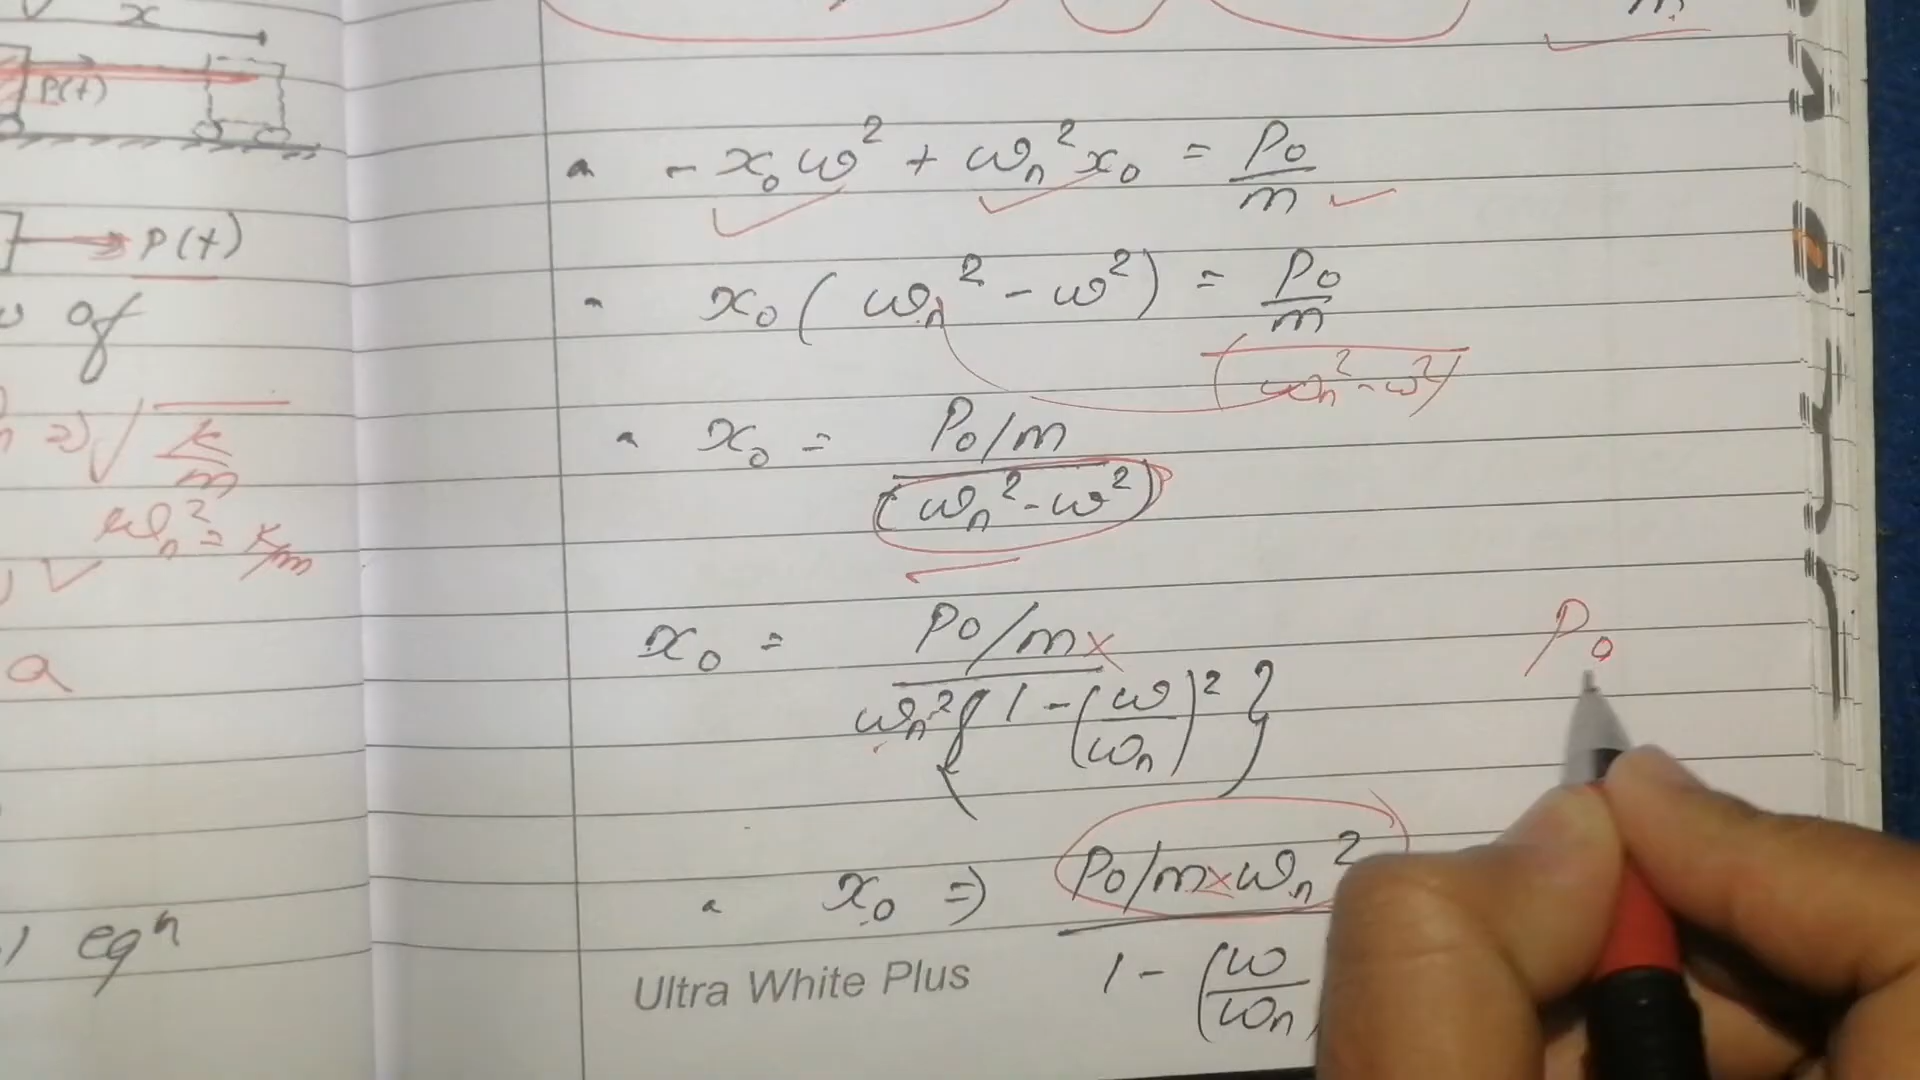 x
P(t)
P(t)
of
√k/m
ωn² = k/m
a
eqⁿ
m
- x₀ω² + ωn²x₀ = P₀/m
x₀(ωn² - ω²) = P₀/m
(ωn² - ω²)
x₀ = P₀/m / (ωn² - ω²)
x₀ = P₀/m× / ωn²{1 - (ω/ωn)²}
P₀
x₀ => P₀/m×ωn² / 1 - (ω/ωn
Ultra White Plus